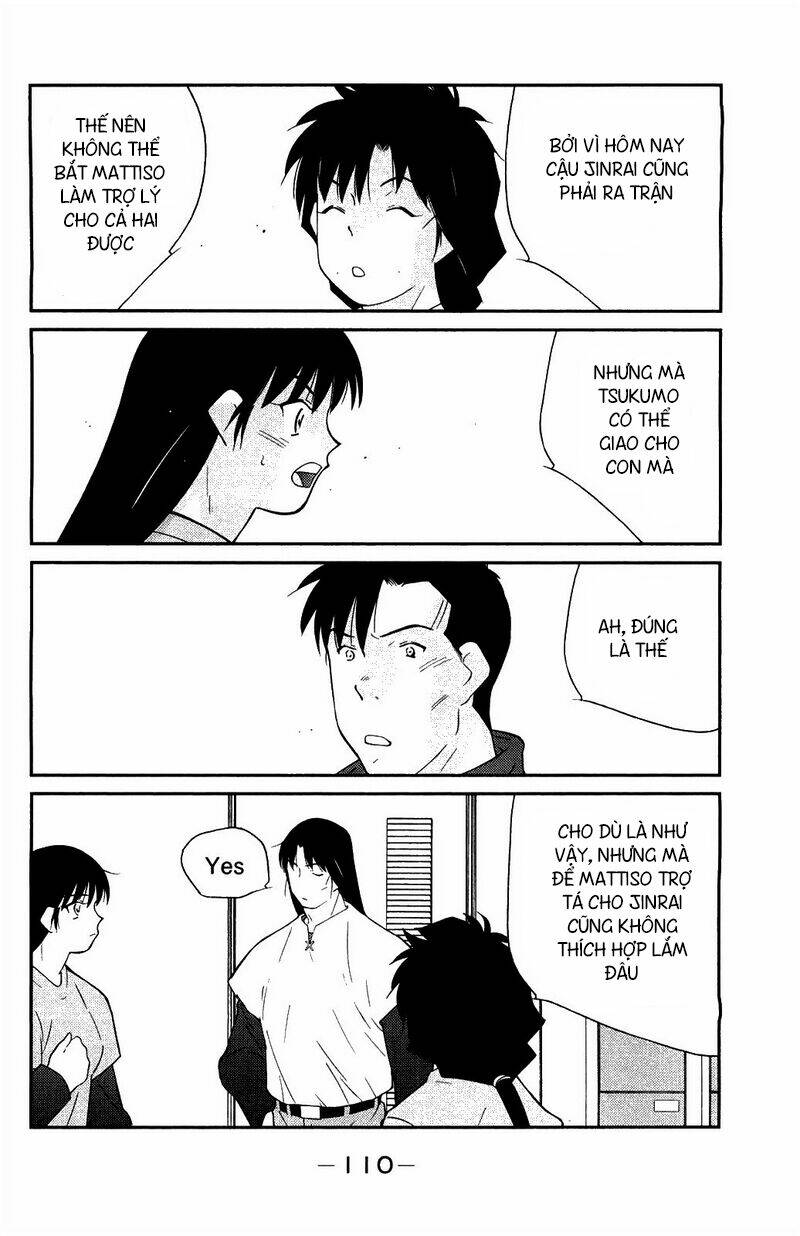 BỞI VÌ HÔM NAY
CẬU JINRAI CŨNG
PHẢI RA TRẬN
THẾ NÊN
KHÔNG THỂ
BẮT MATTISO
LÀM TRỢ LÝ
CHO CẢ HAI
ĐƯỢC
NHƯNG MÀ
TSUKUMO
CÓ THỂ
GIAO CHO
CON MÀ
AH, ĐÚNG
LÀ THẾ
CHO DÙ LÀ NHƯ
VẬY, NHƯNG MÀ
ĐỂ MATTISO TRỢ
TÁ CHO JINRAI
CŨNG KHÔNG
THÍCH HỢP LẮM
ĐÂU
Yes
—110—